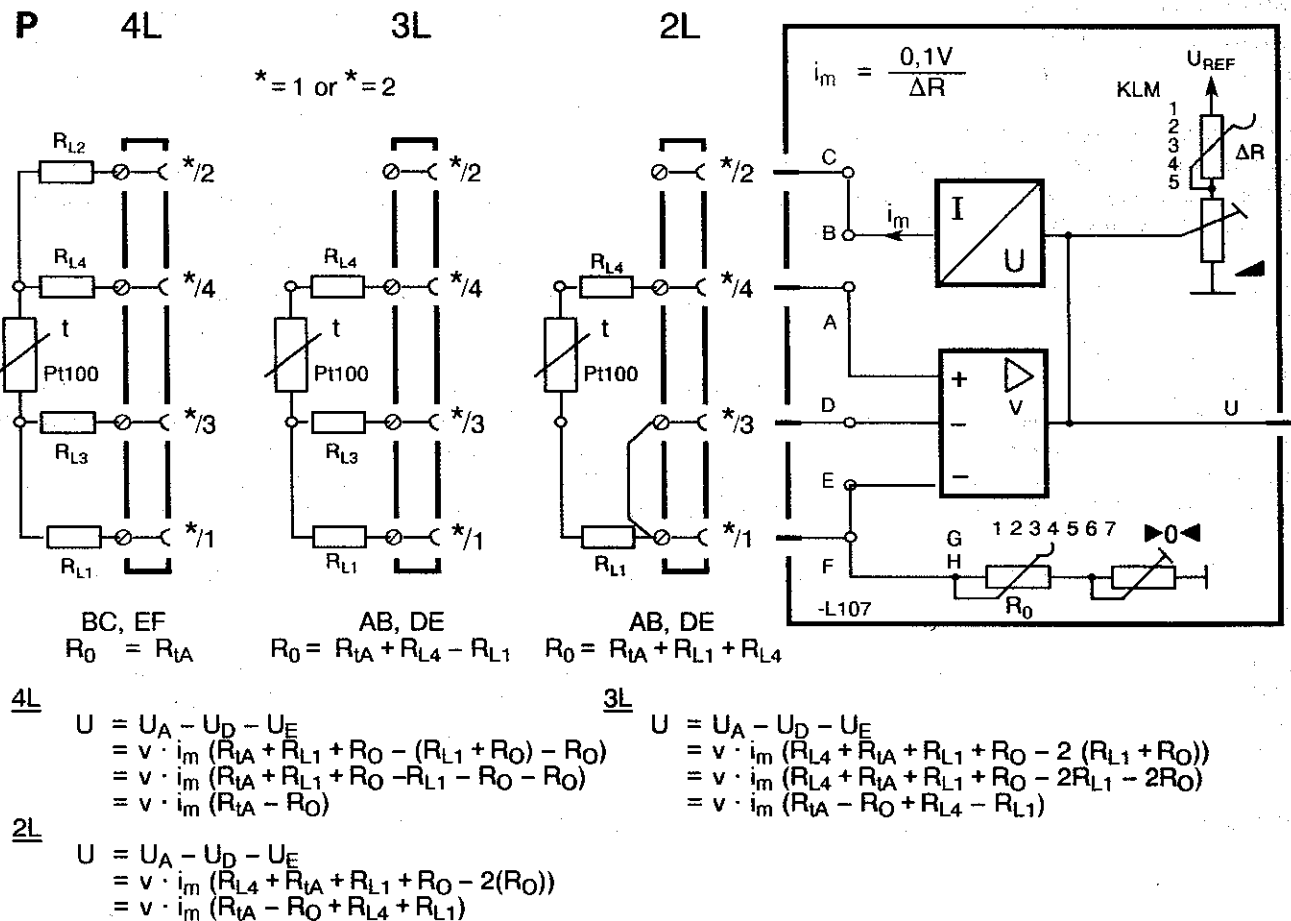 P 4L 3L 2L
*=1 or *=2
i_m = 0,1V / ΔR
U_REF
KLM
1
2
3
4
5
ΔR
R_L2
*/2
*/2
*/2
C
B
i_m
I
U
R_L4
*/4
R_L4
*/4
R_L4
*/4
A
t
Pt100
t
Pt100
t
Pt100
+
V
−
−
D
U
R_L3
*/3
R_L3
*/3
*/3
E
R_L1
*/1
R_L1
*/1
R_L1
*/1
F
G
H
1 2 3 4 5 6 7
0
R_0
-L107
BC, EF
R_0 = R_tA
AB, DE
R_0 = R_tA + R_L4 − R_L1
AB, DE
R_0 = R_tA + R_L1 + R_L4
4L
U = U_A − U_D − U_E
= v · i_m (R_tA + R_L1 + R_O − (R_L1 + R_O) − R_O)
= v · i_m (R_tA + R_L1 + R_O − R_L1 − R_O − R_O)
= v · i_m (R_tA − R_O)
3L
U = U_A − U_D − U_E
= v · i_m (R_L4 + R_tA + R_L1 + R_O − 2 (R_L1 + R_O))
= v · i_m (R_L4 + R_tA + R_L1 + R_O − 2R_L1 − 2R_O)
= v · i_m (R_tA − R_O + R_L4 − R_L1)
2L
U = U_A − U_D − U_E
= v · i_m (R_L4 + R_tA + R_L1 + R_O − 2(R_O))
= v · i_m (R_tA − R_O + R_L4 + R_L1)